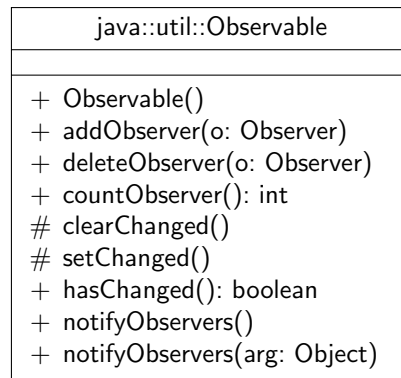 java::util::Observable
+ Observable()
+ addObserver(o: Observer)
+ deleteObserver(o: Observer)
+ countObserver(): int
# clearChanged()
# setChanged()
+ hasChanged(): boolean
+ notifyObservers()
+ notifyObservers(arg: Object)